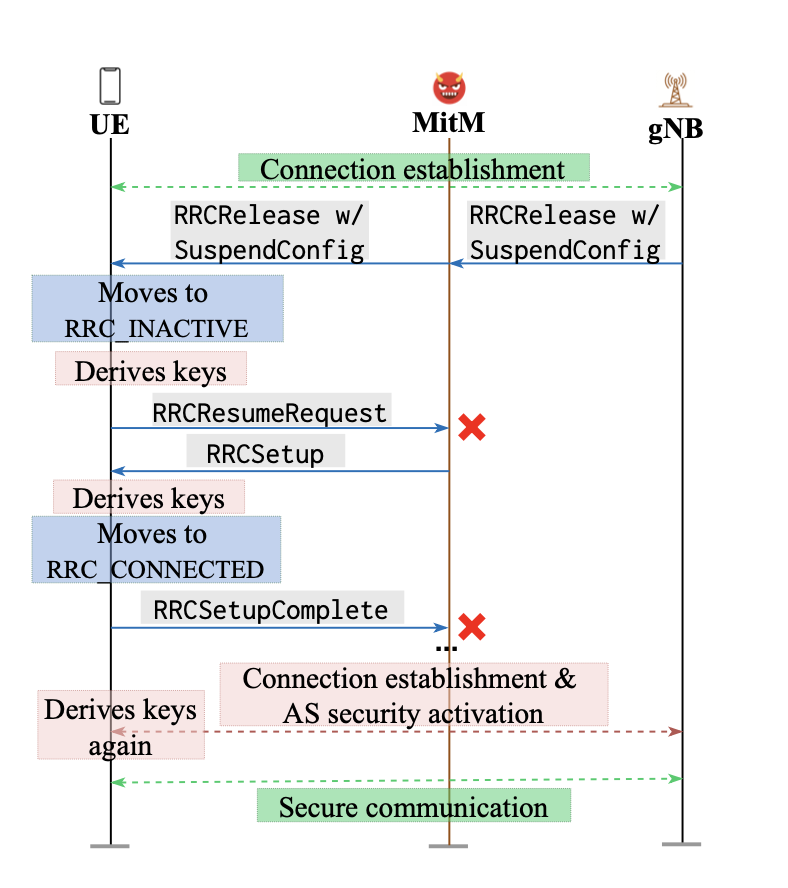 UE
MitM
gNB
Connection establishment
RRCRelease w/
SuspendConfig
RRCRelease w/
SuspendConfig
Moves to
RRC_INACTIVE
Derives keys
RRCResumeRequest
RRCSetup
Derives keys
Moves to
RRC_CONNECTED
RRCSetupComplete
...
Connection establishment &
AS security activation
Derives keys
again
Secure communication